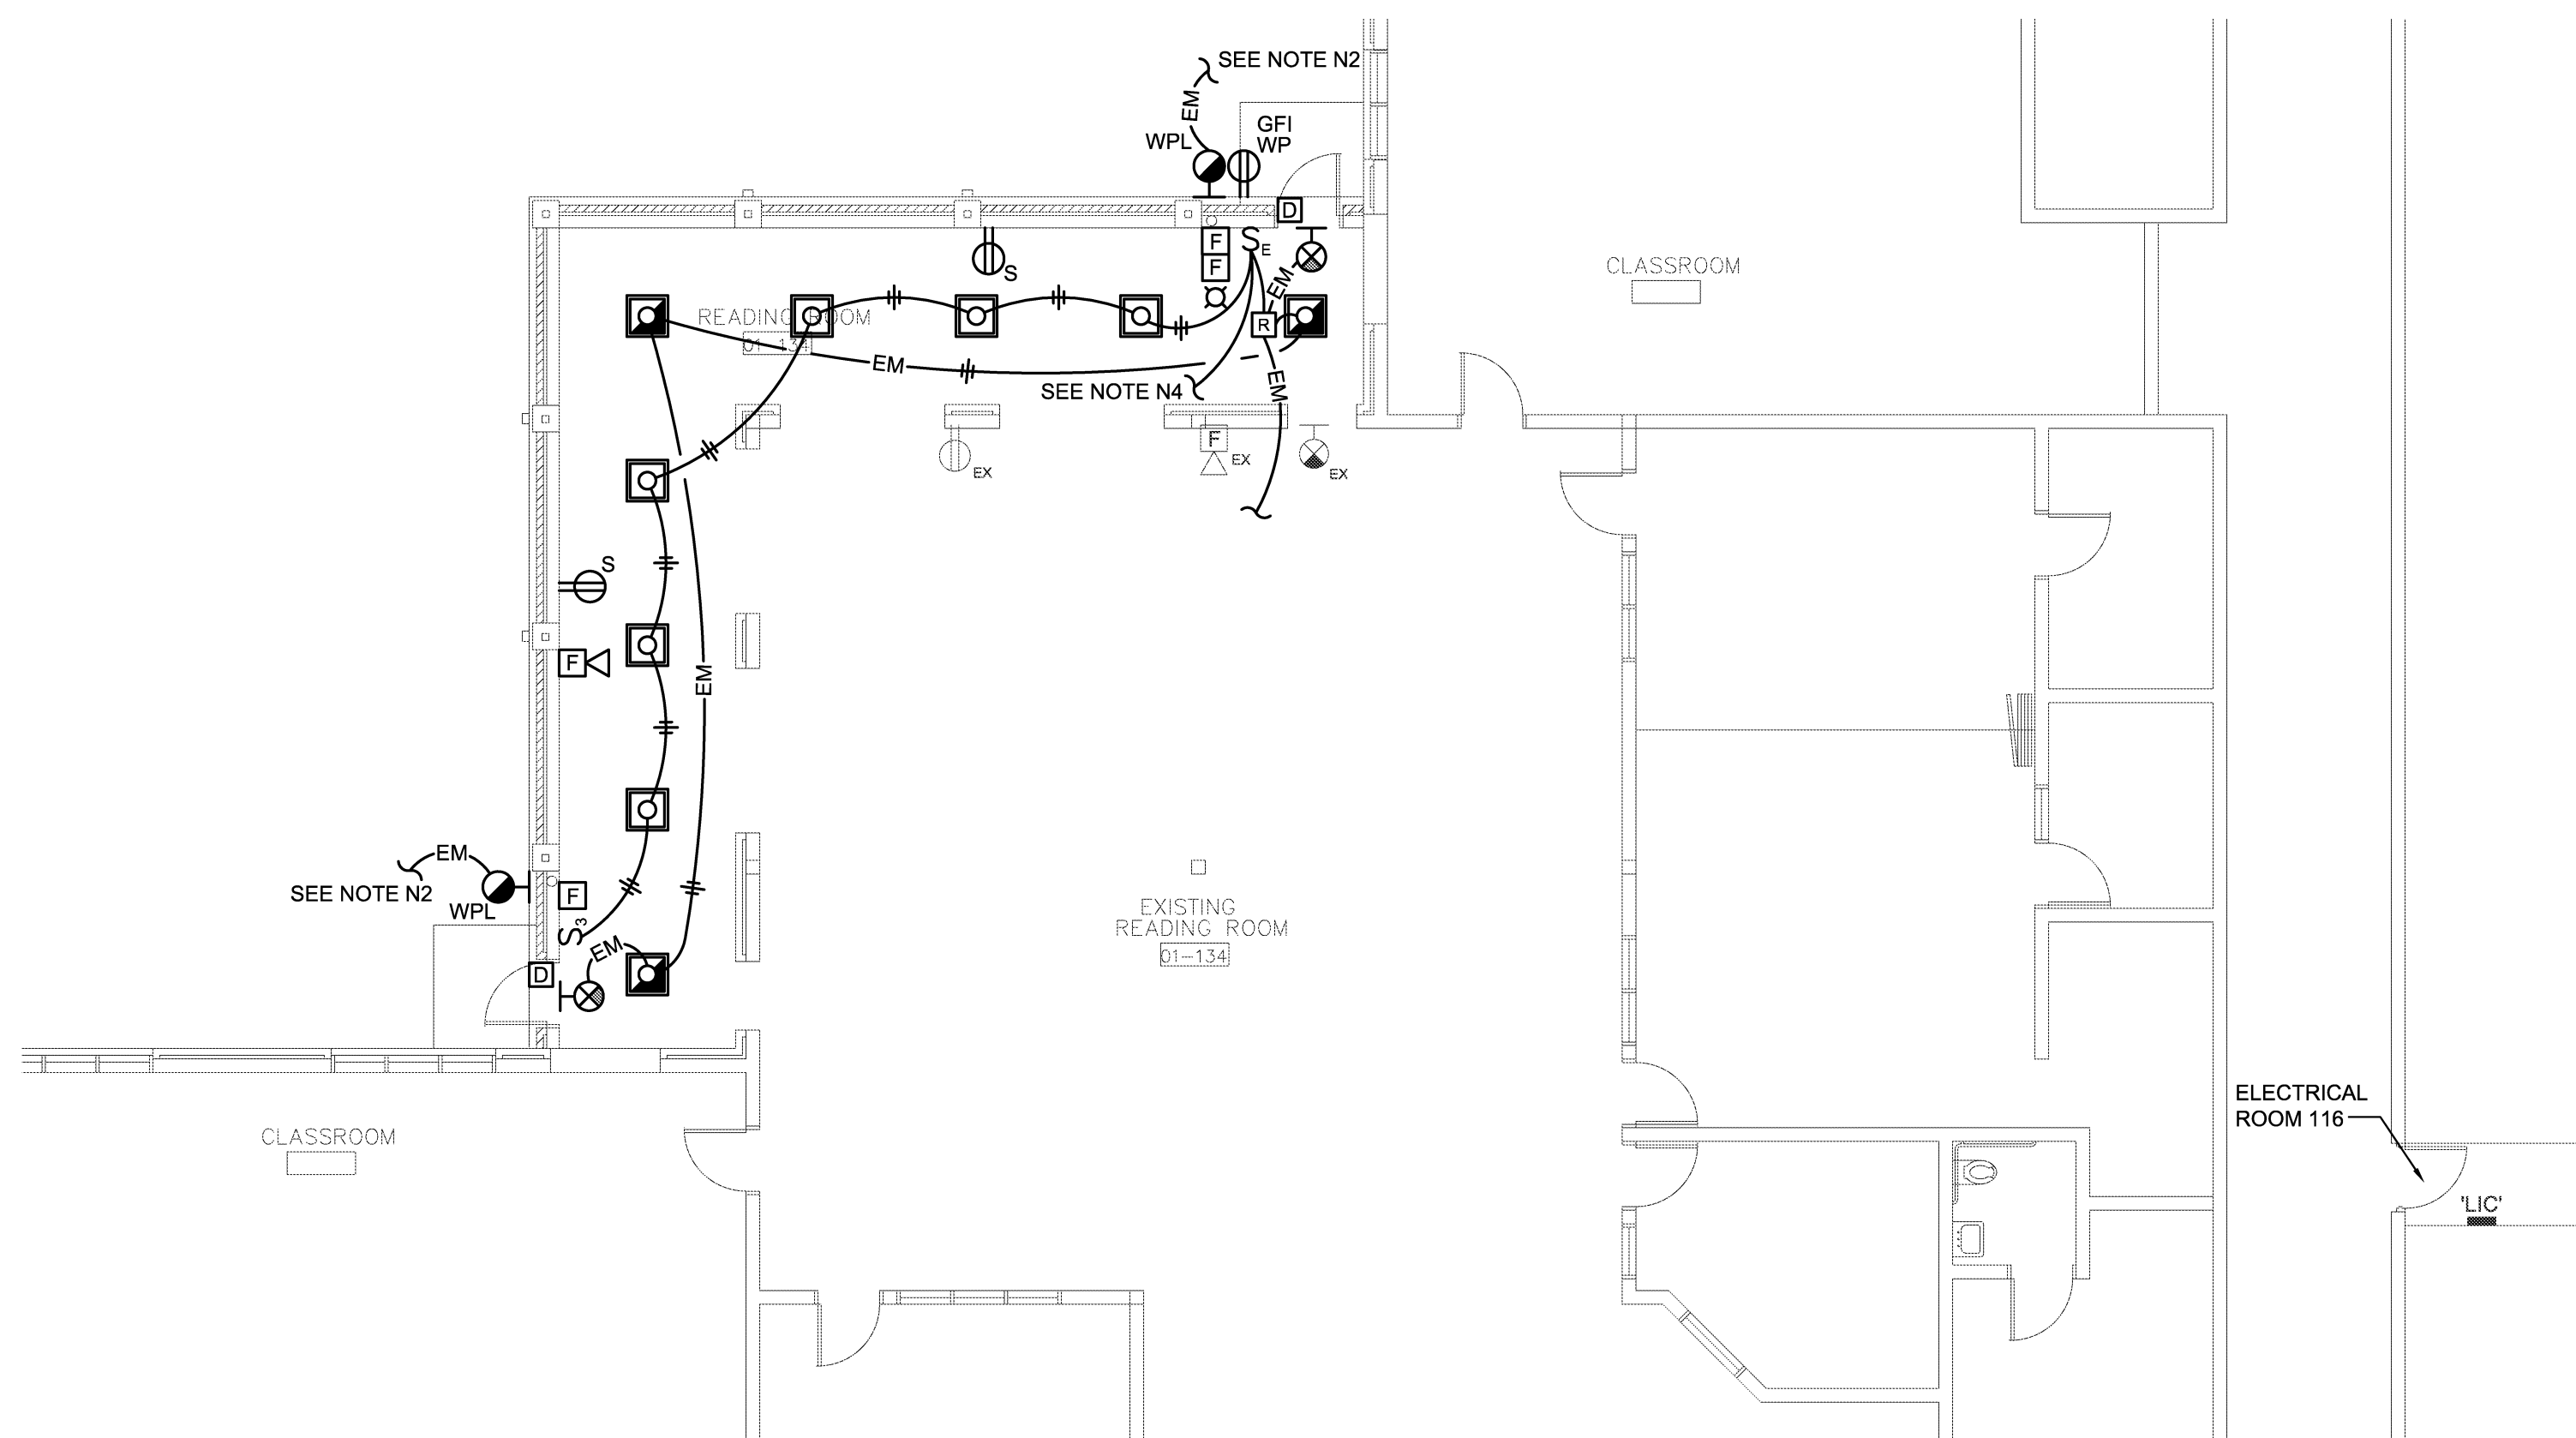 SEE NOTE N2
EM
GFI
WPL
WP
D
F
S
E
F
EM
S
CLASSROOM
READING ROOM
R
01-134
EM
EM
SEE NOTE N4
F
EX
EX
EX
S
F
EM
EM
SEE NOTE N2
F
WPL
S3
EM
D
EXISTING
READING ROOM
01-134
ELECTRICAL
ROOM 116
CLASSROOM
'LIC'